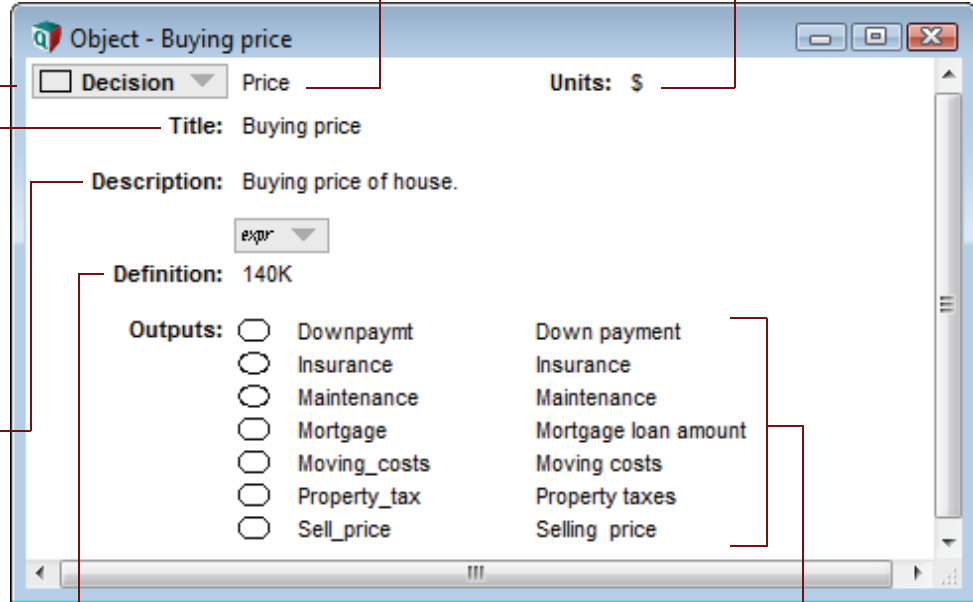 Object - Buying price
Decision Price Units: $
Title: Buying price
Description: Buying price of house.
expr
Definition: 140K
Outputs: Downpaymt Down payment
Insurance Insurance
Maintenance Maintenance
Mortgage Mortgage loan amount
Moving_costs Moving costs
Property_tax Property taxes
Sell_price Selling price